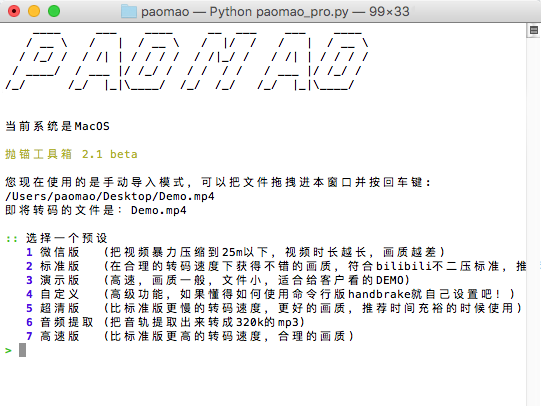 paomao — Python paomao_pro.py — 99×33
当前系统是MacOS
抛锚工具箱 2.1 beta
您现在使用的是手动导入模式，可以把文件拖拽进本窗口并按回车键：
/Users/paomao/Desktop/Demo.mp4
即将转码的文件是：Demo.mp4
:: 选择一个预设
1 微信版 (把视频暴力压缩到25m以下，视频时长越长，画质越差)
2 标准版 (在合理的转码速度下获得不错的画质，符合bilibili不二压标准，推
3 演示版 (高速，画质一般，文件小，适合给客户看的DEMO)
4 自定义 (高级功能，如果懂得如何使用命令行版handbrake就自己设置吧！)
5 超清版 (比标准版更慢的转码速度，更好的画质，推荐时间充裕的时候使用)
6 音频提取 (把音轨提取出来转成320k的mp3)
7 高速版 (比标准版更高的转码速度，合理的画质)
>